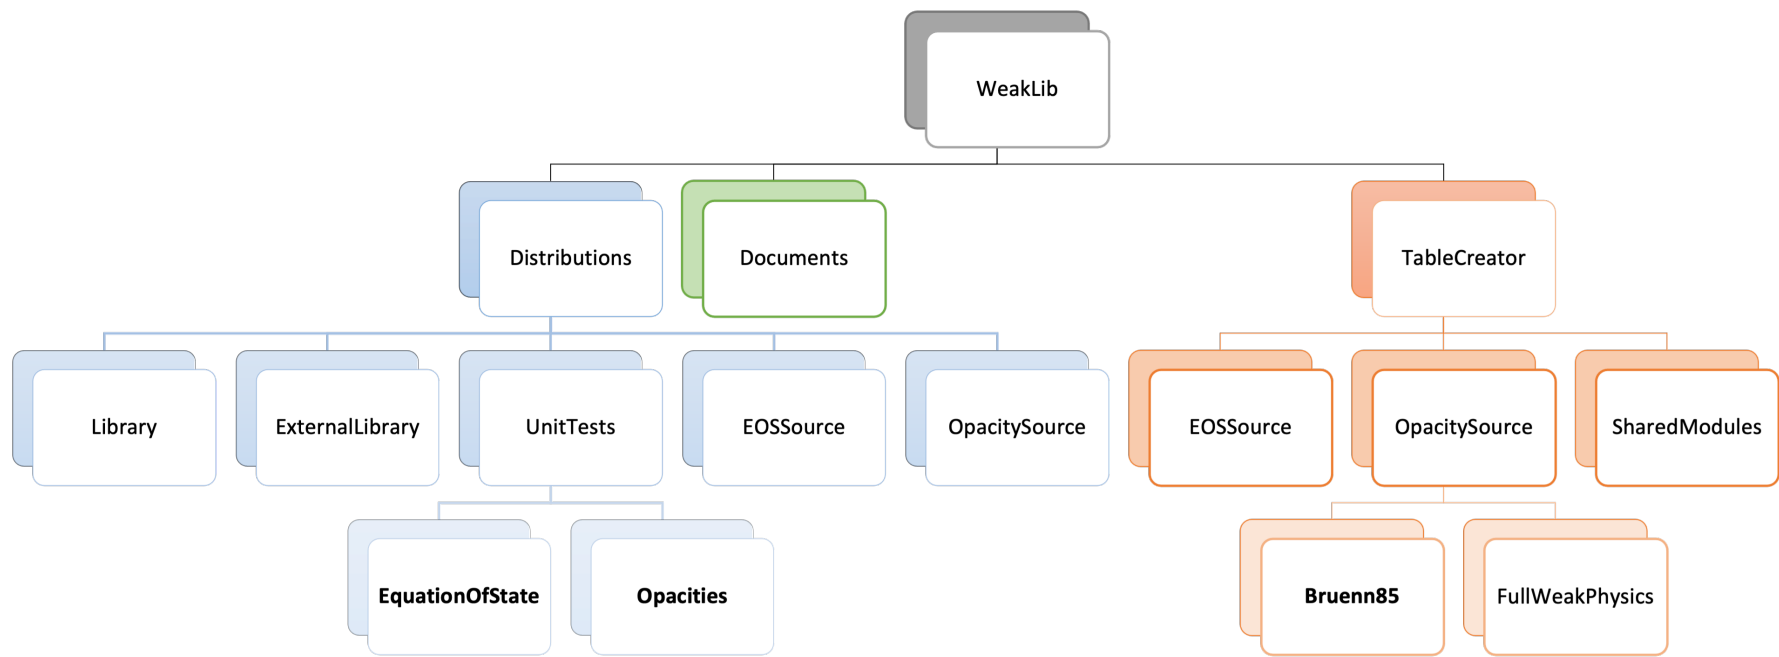 WeakLib
Distributions
Documents
TableCreator
Library
ExternalLibrary
UnitTests
EOSSource
OpacitySource
EOSSource
OpacitySource
SharedModules
EquationOfState
Opacities
Bruenn85
FullWeakPhysics